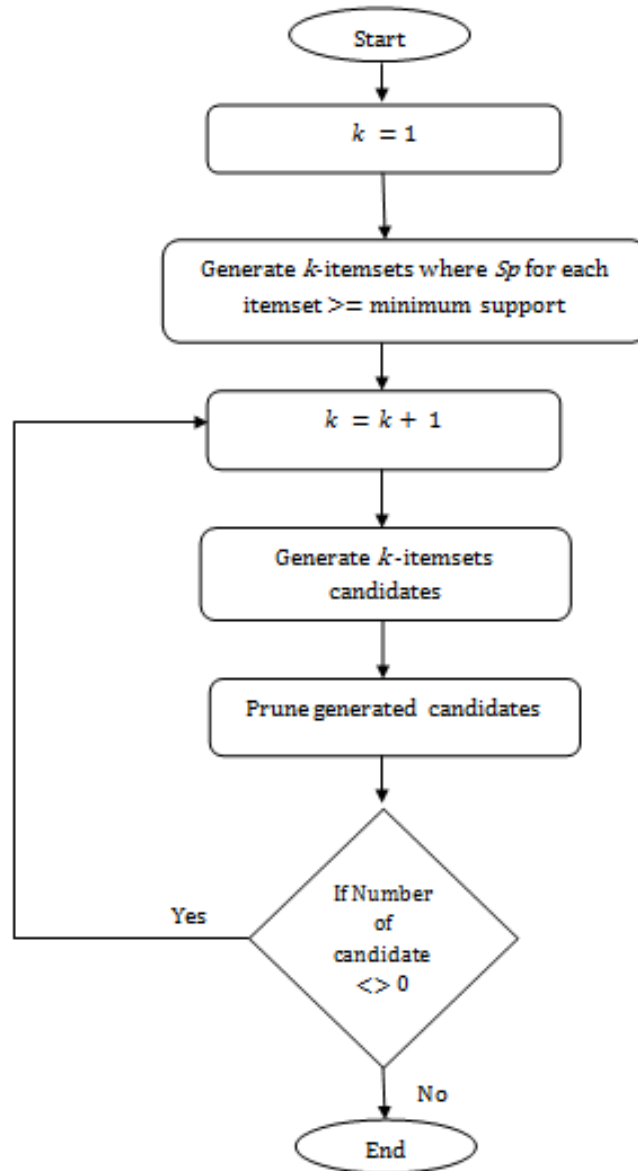 Start
k = 1
Generate k-itemsets where Sp for each
itemset >= minimum support
k = k + 1
Generate k-itemsets
candidates
Prune generated candidates
If Number
of
candidate
<> 0
Yes
No
End